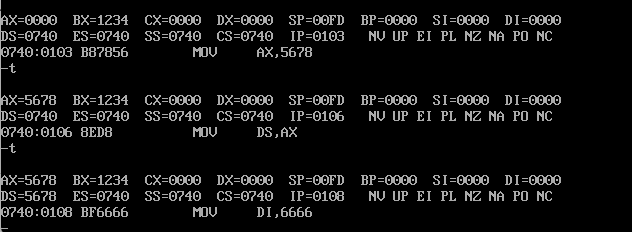 AX=0000  BX=1234  CX=0000  DX=0000  SP=00FD  BP=0000  SI=0000  DI=0000
DS=0740  ES=0740  SS=0740  CS=0740  IP=0103   NV UP EI PL NZ NA PO NC
0740:0103 B87856        MOV     AX,5678
-t
AX=5678  BX=1234  CX=0000  DX=0000  SP=00FD  BP=0000  SI=0000  DI=0000
DS=0740  ES=0740  SS=0740  CS=0740  IP=0106   NV UP EI PL NZ NA PO NC
0740:0106 8ED8          MOV     DS,AX
-t
AX=5678  BX=1234  CX=0000  DX=0000  SP=00FD  BP=0000  SI=0000  DI=0000
DS=5678  ES=0740  SS=0740  CS=0740  IP=0108   NV UP EI PL NZ NA PO NC
0740:0108 BF6666        MOV     DI,6666
-